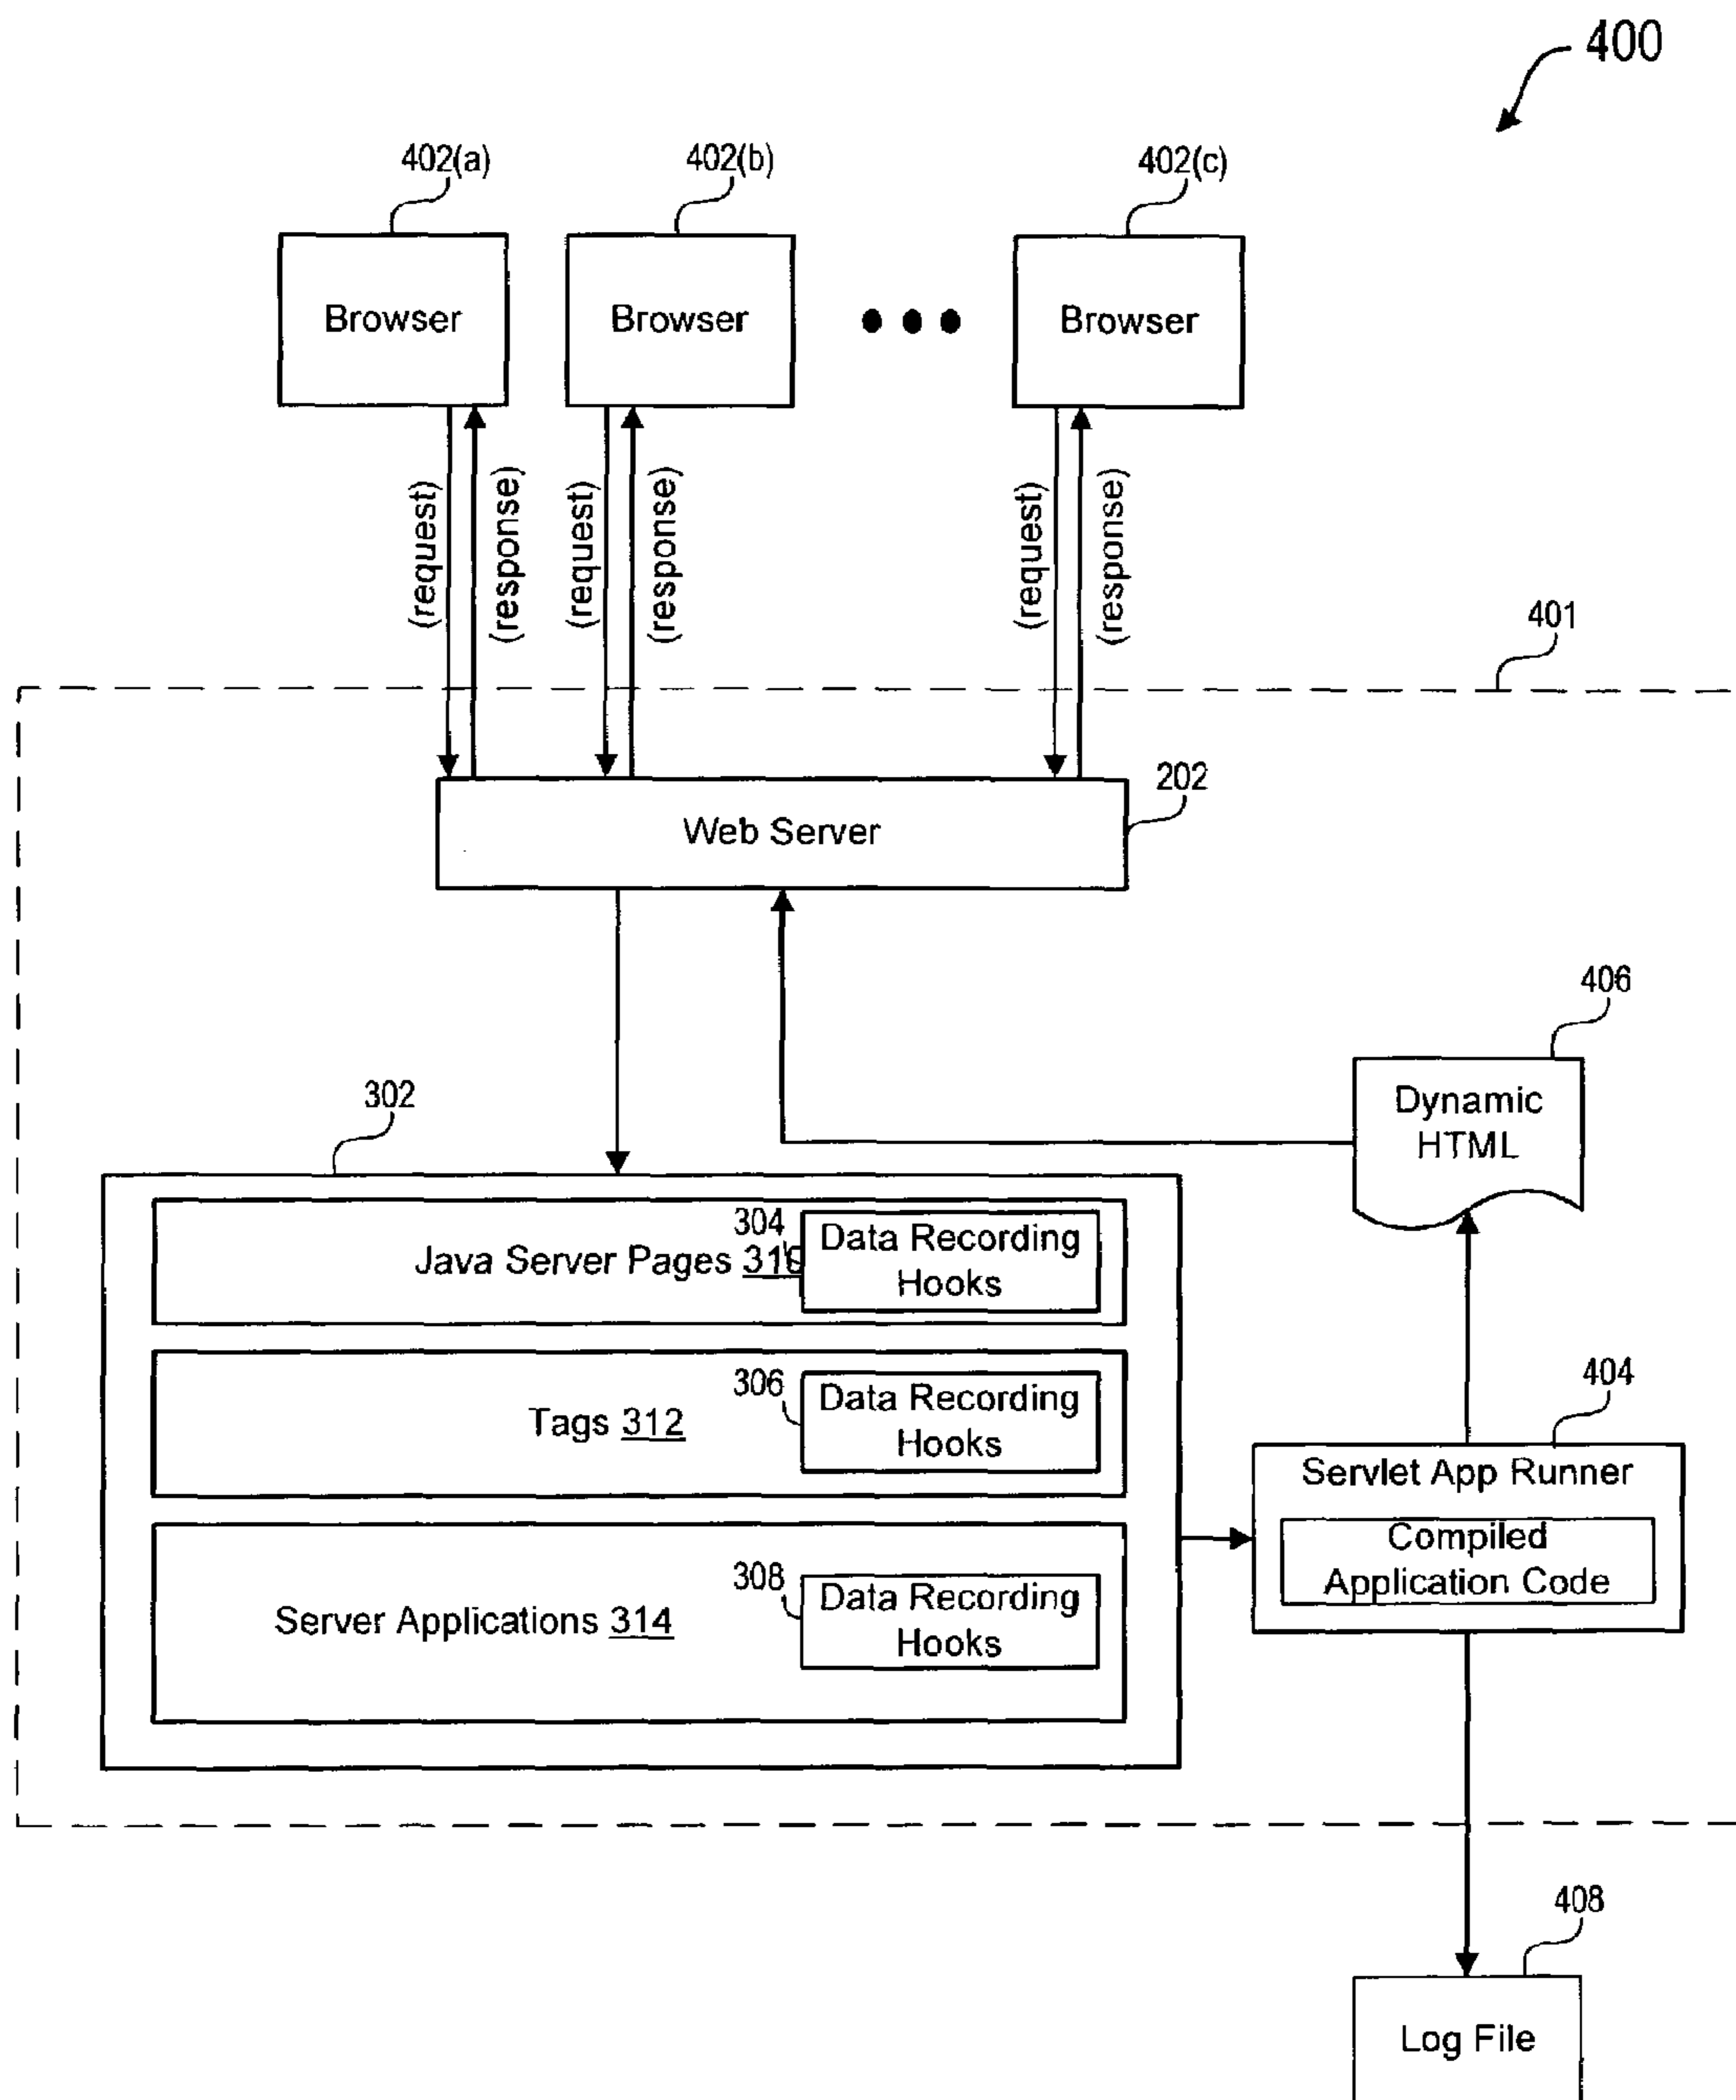 400
402(a)
402(b)
402(c)
Browser
Browser
Browser
(request)
(response)
(request)
(response)
(request)
(response)
401
202
Web Server
406
Dynamic
HTML
302
304
Java Server Pages
Data Recording
Hooks
306
Tags 312
Data Recording
Hooks
404
Servlet App Runner
Compiled
Application Code
308
Server Applications 314
Data Recording
Hooks
408
Log File